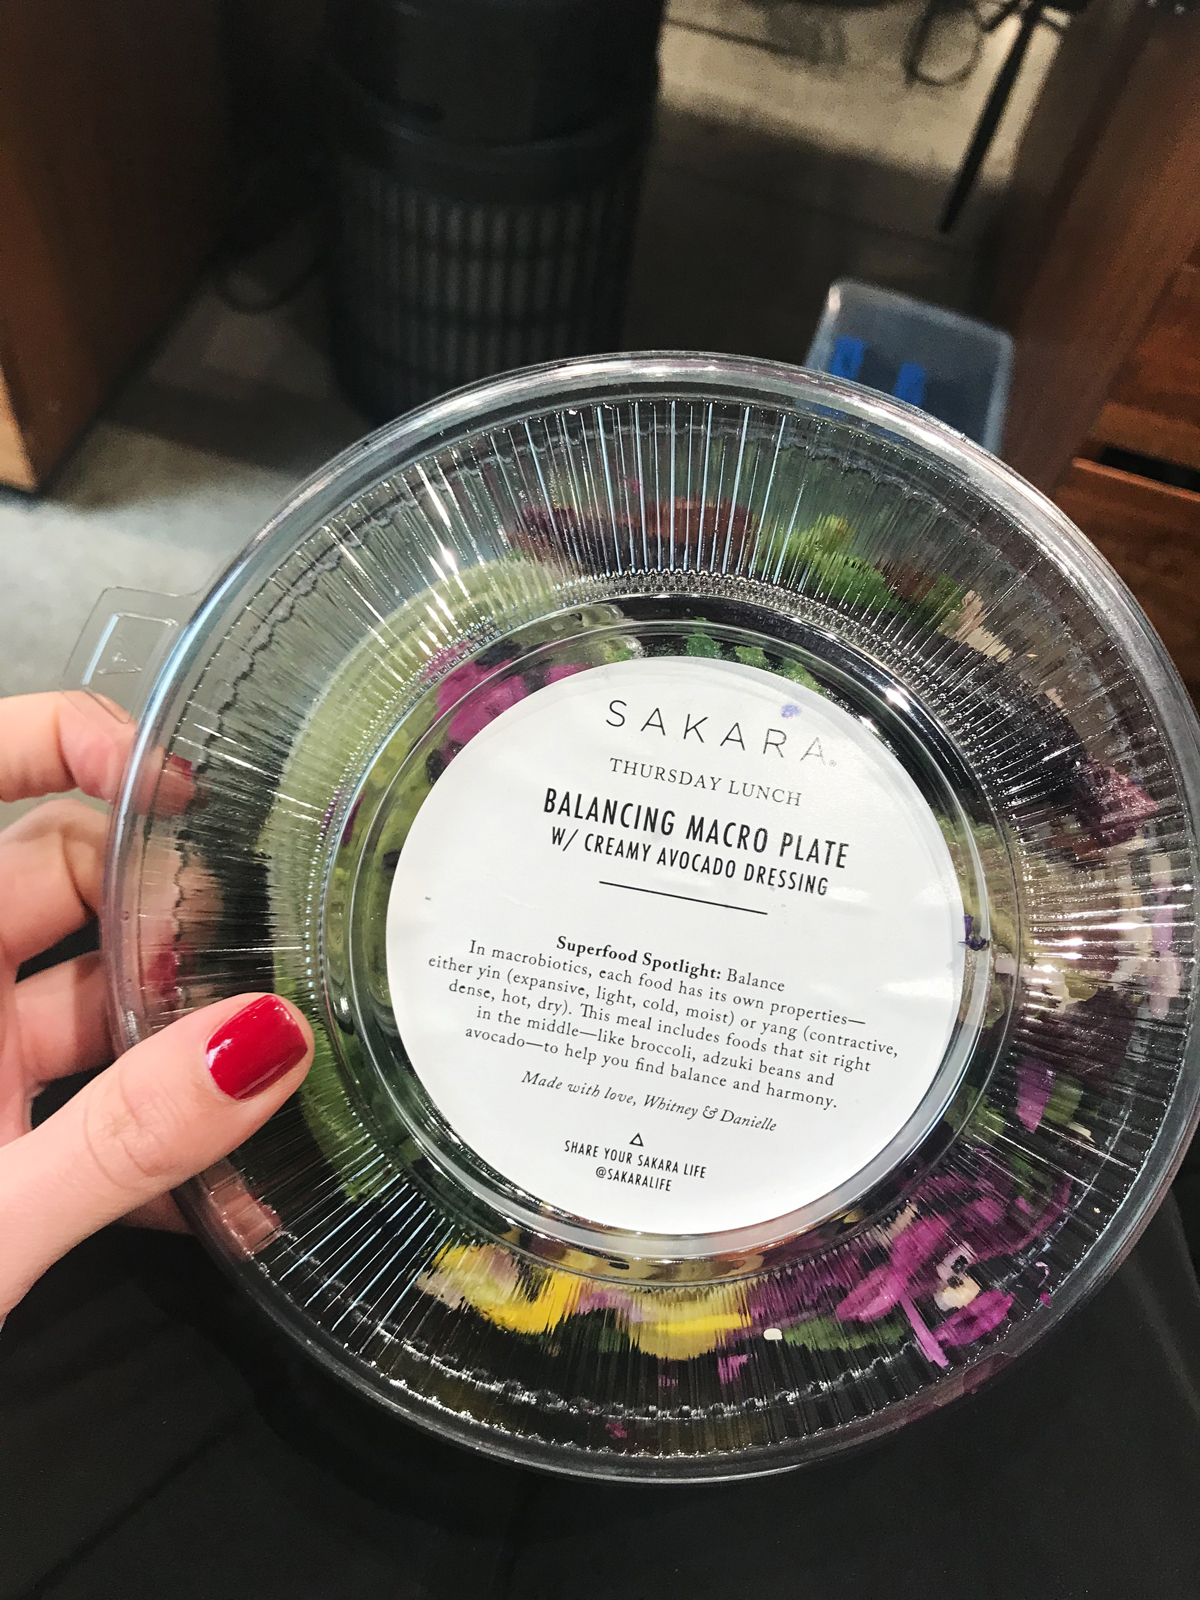 SAKARA®
THURSDAY LUNCH
BALANCING MACRO PLATE
W/ CREAMY AVOCADO DRESSING
Superfood Spotlight: Balance
In macrobiotics, each food has its own properties—
either yin (expansive, light, cold, moist) or yang (contractive,
dense, hot, dry). This meal includes foods that sit right
in the middle—like broccoli, adzuki beans and
avocado—to help you find balance and harmony.
Made with love, Whitney & Danielle
SHARE YOUR SAKARA LIFE
@SAKARALIFE